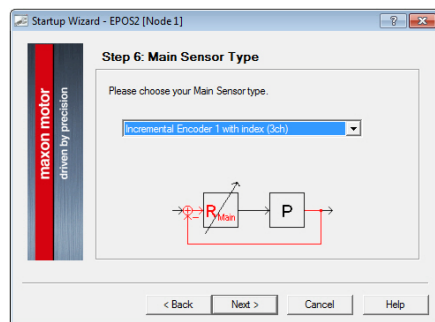 Startup Wizard - EPOS2 [Node 1]
Step 6: Main Sensor Type
maxon motor
driven by precision
Please choose your Main Sensor type.
Incremental Encoder 1 with index (3ch)
R Main
P
< Back
Next >
Cancel
Help